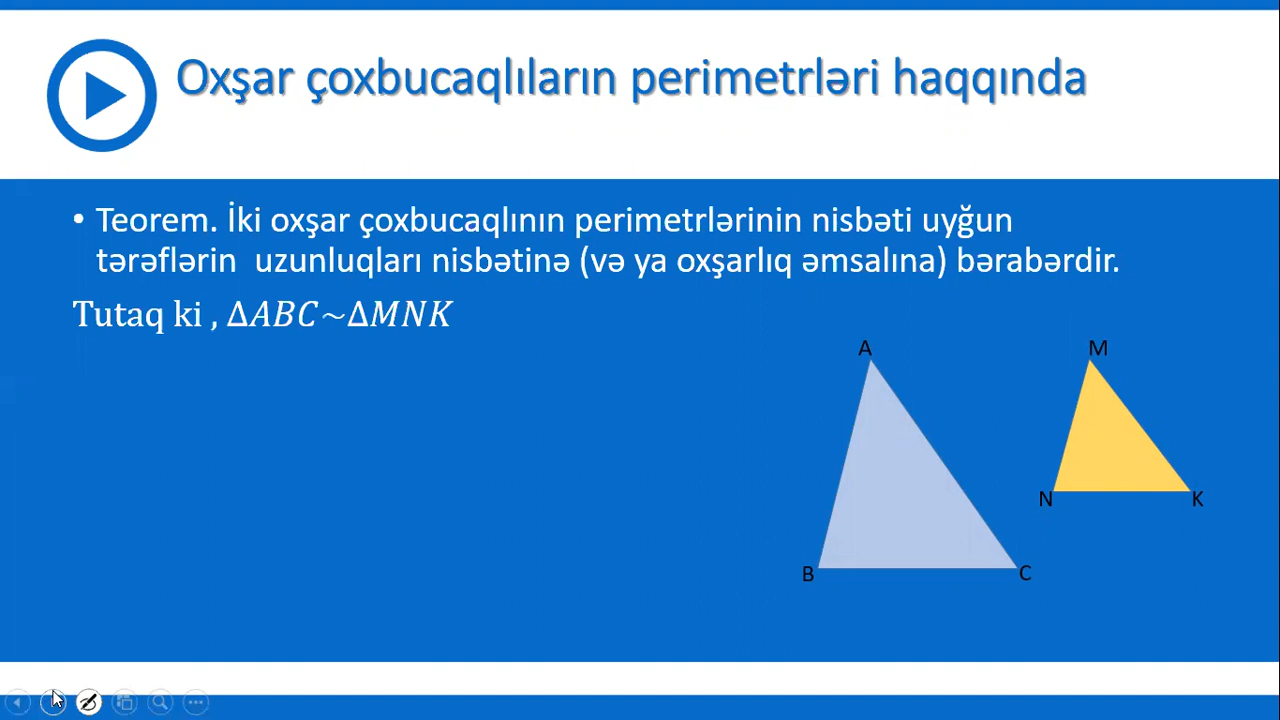 Oxşar çoxbucaqlıların perimetrləri haqqında
• Teorem. İki oxşar çoxbucaqlının perimetrlərinin nisbəti uyğun
tərəflərin uzunluqları nisbətinə (və ya oxşarlıq əmsalına) bərabərdir.
Tutaq ki , ∆ABC~∆MNK
A
M
N
K
B
C